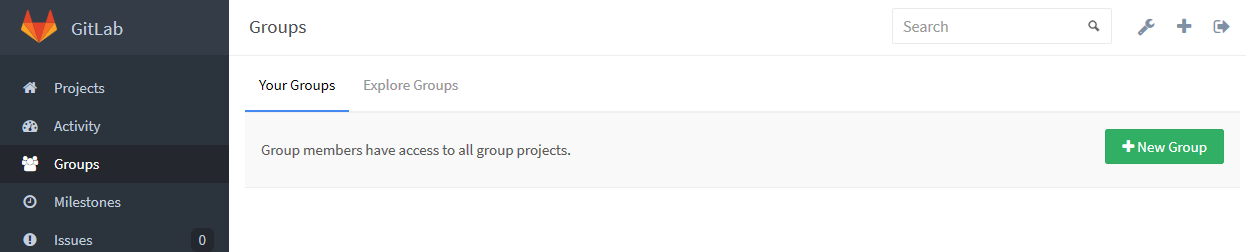 GitLab
Groups
Search
Projects
Activity
Groups
Milestones
Issues 0
Your Groups Explore Groups
Group members have access to all group projects.
New Group